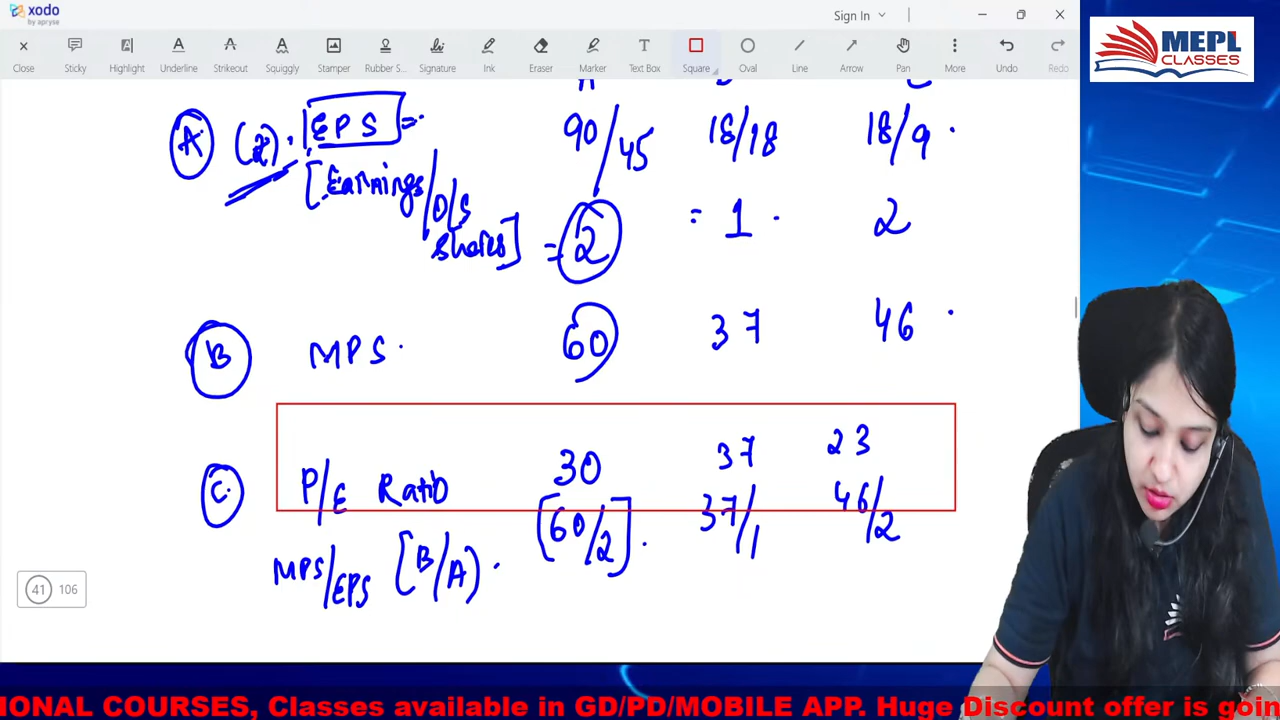 xodo
by apryse
Sign In
Close Sticky Highlight Underline Strikeout Squiggly Stamper Rubber Signature Pencil Eraser Marker Text Box Square Oval Line Arrow Pan More Undo Redo
MEPL
CLASSES
A (i). EPS = 90/45 18/18 18/9
[Earnings/O/S
shares] = 2 = 1 2
B MPS 60 37 46
30 37 23
C P/E Ratio [60/2] 37/1 46/2
MPS/EPS [B/A]
41 106
IONAL COURSES, Classes available in GD/PD/MOBILE APP. Huge Discount offer is goin